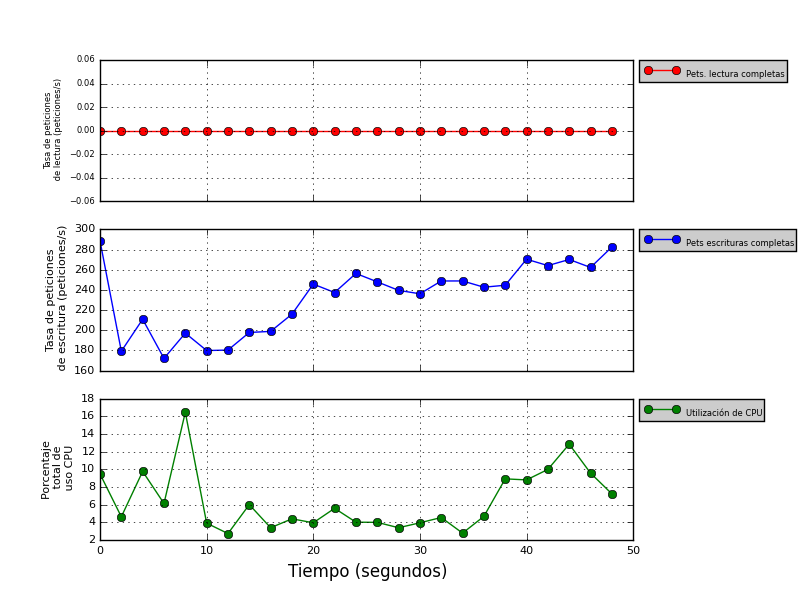 Tasa de peticiones
de lectura (peticiones/s)
0.06
0.04
0.02
0.00
−0.02
−0.04
−0.06
Pets. lectura completas
Tasa de peticiones
de escritura (peticiones/s)
300
280
260
240
220
200
180
160
Pets escrituras completas
Porcentaje
total de
uso CPU
18
16
14
12
10
8
6
4
2
Utilización de CPU
0 10 20 30 40 50
Tiempo (segundos)